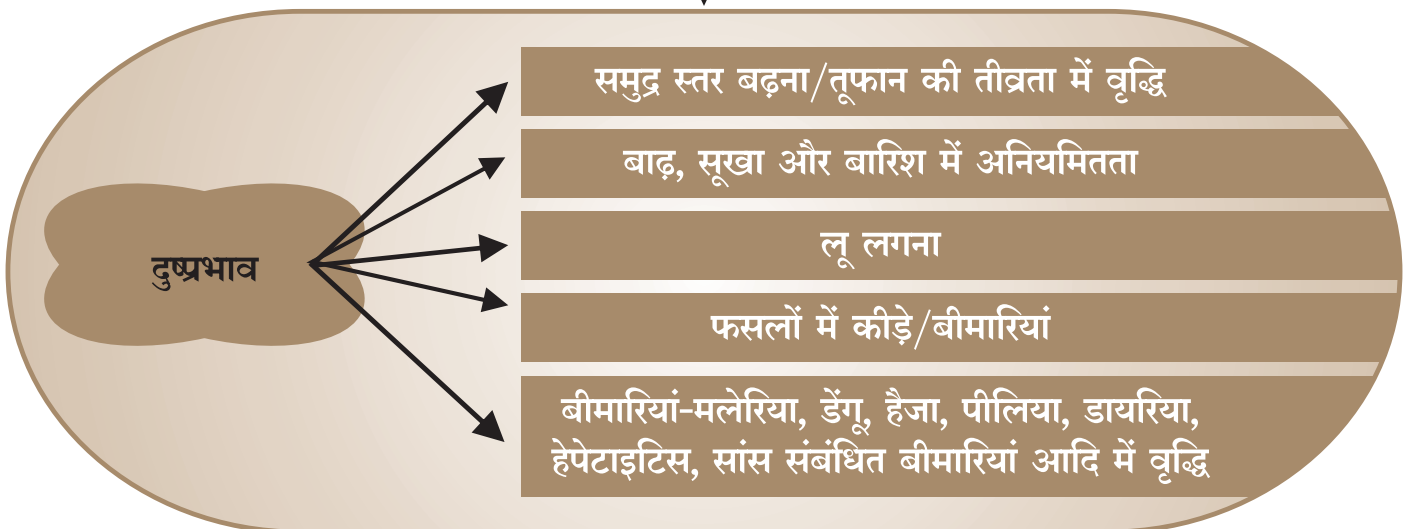 समुद्र स्तर बढ़ना/तूफान की तीव्रता में वृद्धि
बाढ़, सूखा और बारिश में अनियमितता
लू लगना
दुष्प्रभाव
फसलों में कीड़े/बीमारियां
बीमारियां-मलेरिया, डेंगू, हैजा, पीलिया, डायरिया,
हेपेटाइटिस, सांस संबंधित बीमारियां आदि में वृद्धि